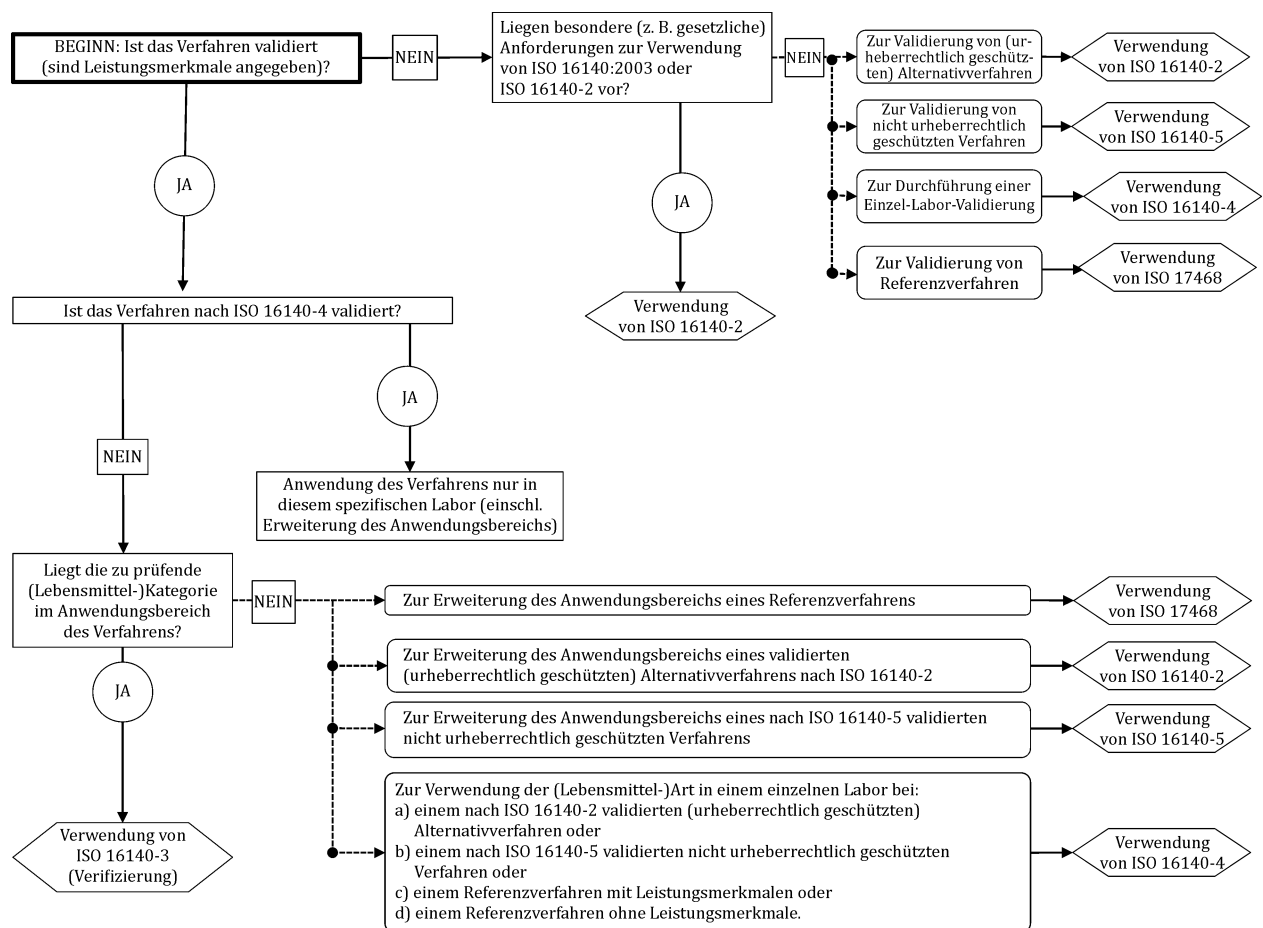 BEGINN: Ist das Verfahren validiert
(sind Leistungsmerkmale angegeben)?
NEIN
Liegen besondere (z. B. gesetzliche)
Anforderungen zur Verwendung
von ISO 16140:2003 oder
ISO 16140-2 vor?
NEIN
Zur Validierung von (ur-
heberrechtlich geschütz-
ten) Alternativverfahren
Verwendung
von ISO 16140-2
Zur Validierung von
nicht urheberrechtlich
geschützten Verfahren
Verwendung
von ISO 16140-5
Zur Durchführung einer
Einzel-Labor-Validierung
Verwendung
von ISO 16140-4
Zur Validierung von
Referenzverfahren
Verwendung
von ISO 17468
JA
JA
Verwendung
von ISO 16140-2
Ist das Verfahren nach ISO 16140-4 validiert?
JA
NEIN
Anwendung des Verfahrens nur in
diesem spezifischen Labor (einschl.
Erweiterung des Anwendungsbereichs)
Liegt die zu prüfende
(Lebensmittel-)Kategorie
im Anwendungsbereich
des Verfahrens?
NEIN
Zur Erweiterung des Anwendungsbereichs eines Referenzverfahrens
Verwendung
von ISO 17468
Zur Erweiterung des Anwendungsbereichs eines validierten
(urheberrechtlich geschützten) Alternativverfahrens nach ISO 16140-2
Verwendung
von ISO 16140-2
Zur Erweiterung des Anwendungsbereichs eines nach ISO 16140-5 validierten
nicht urheberrechtlich geschützten Verfahrens
Verwendung
von ISO 16140-5
Zur Verwendung der (Lebensmittel-)Art in einem einzelnen Labor bei:
a) einem nach ISO 16140-2 validierten (urheberrechtlich geschützten)
Alternativverfahren oder
b) einem nach ISO 16140-5 validierten nicht urheberrechtlich geschützten
Verfahren oder
c) einem Referenzverfahren mit Leistungsmerkmalen oder
d) einem Referenzverfahren ohne Leistungsmerkmale.
Verwendung
von ISO 16140-4
JA
Verwendung von
ISO 16140-3
(Verifizierung)